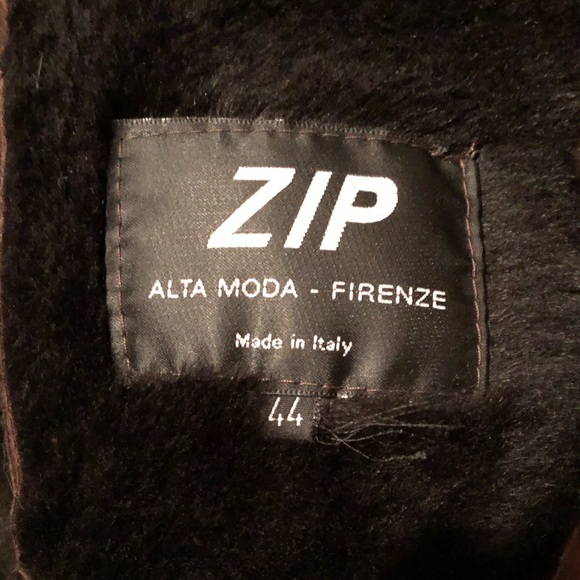 ZIP
ALTA MODA - FIRENZE
Made in Italy
44